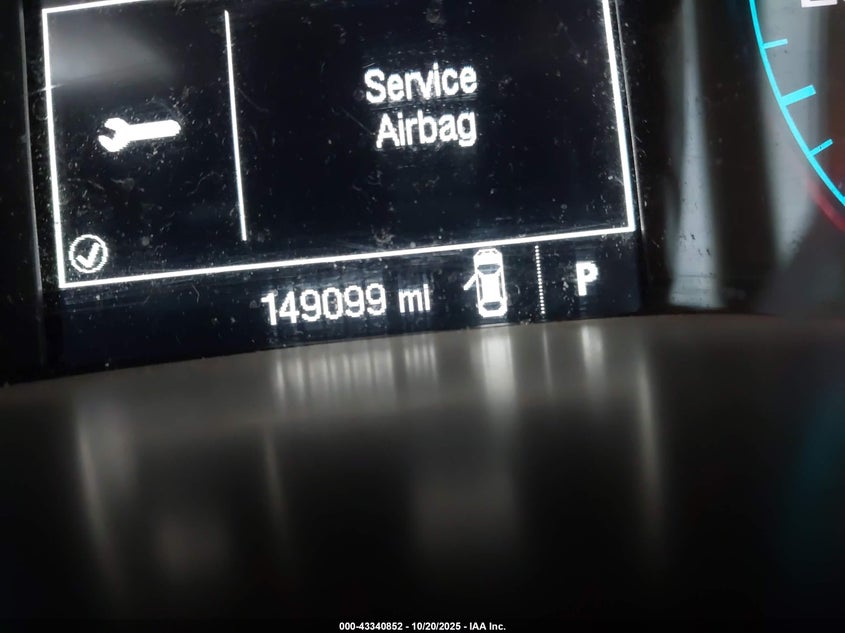 Service
Airbag
149099 mi
P
000-43340852 - 10/20/2025 - IAA Inc.